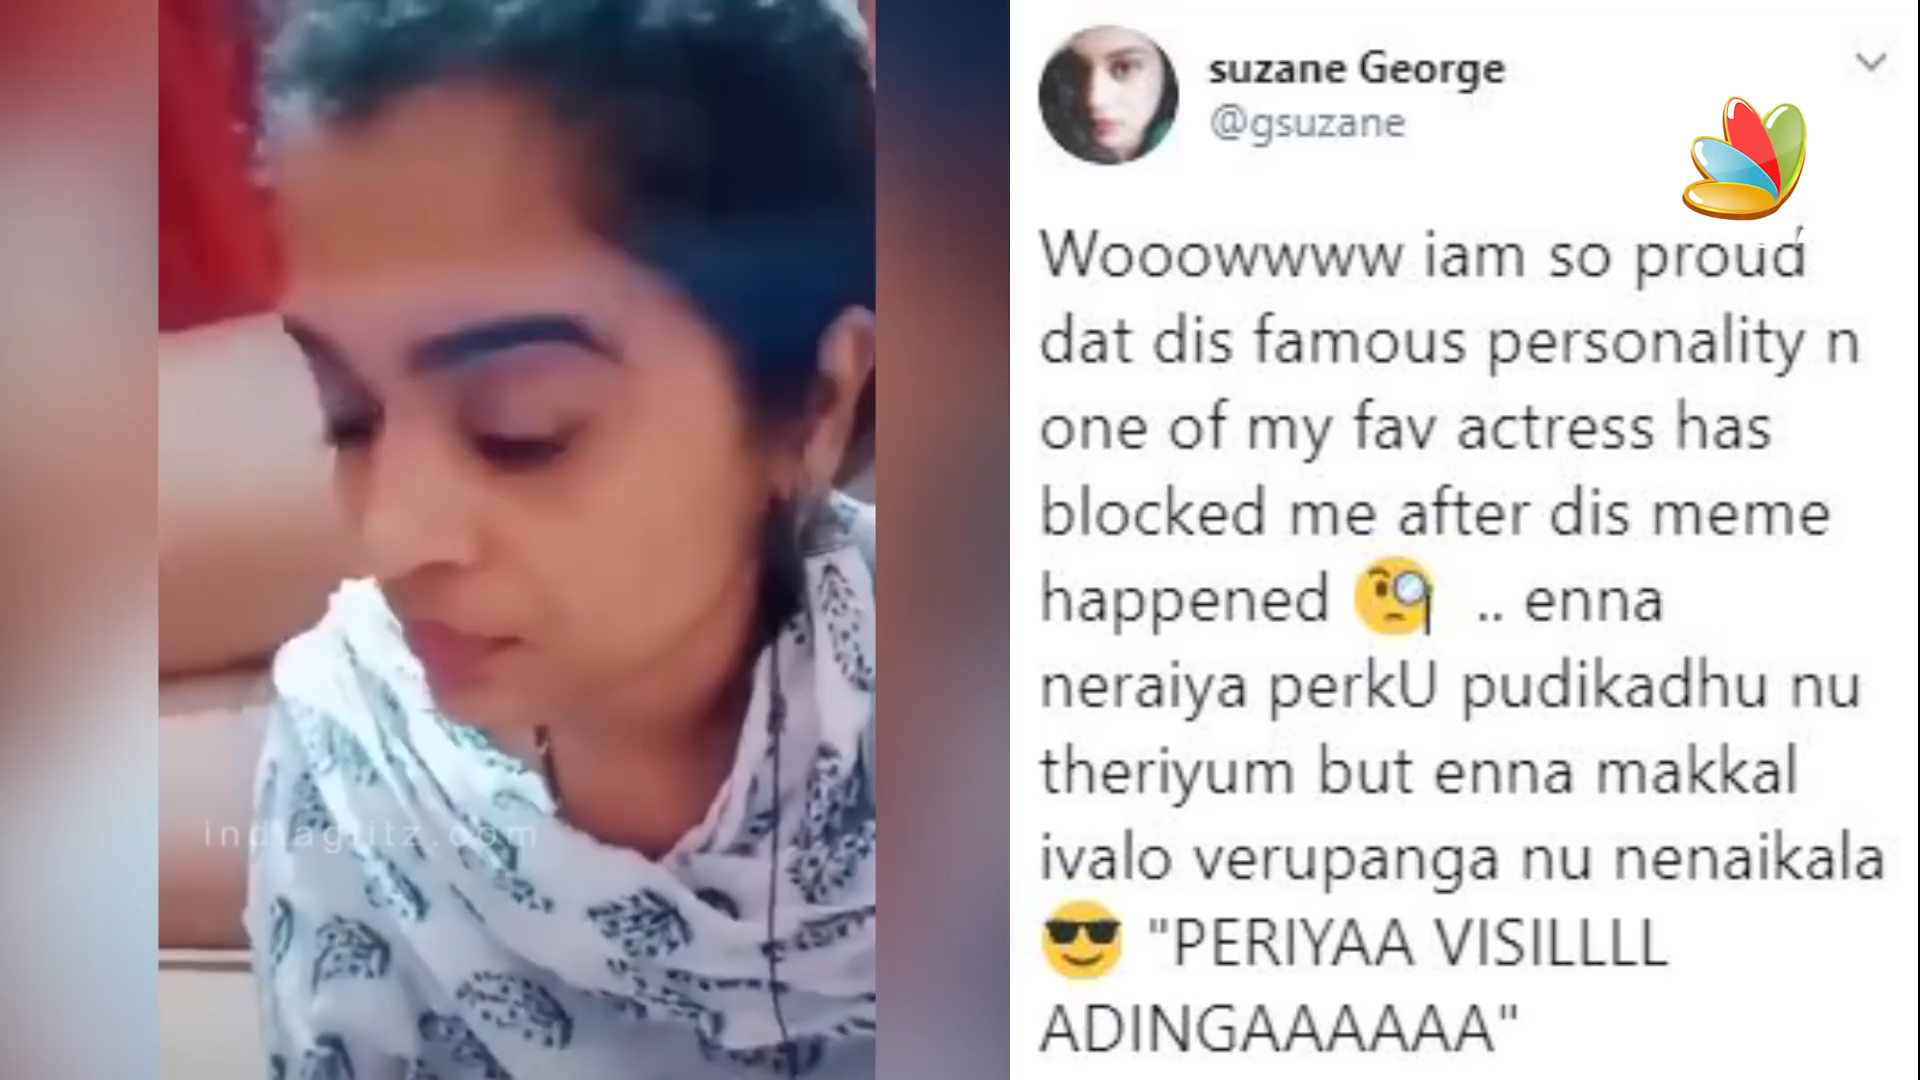 suzane George
@gsuzane
Wooowwww iam so proud
dat dis famous personality n
one of my fav actress has
blocked me after dis meme
happened 🧐 .. enna
neraiya perkU pudikadhu nu
theriyum but enna makkal
ivalo verupanga nu nenaikala
😎 "PERIYAA VISILLLL
ADINGAAAAAA"
indiaglitz.com